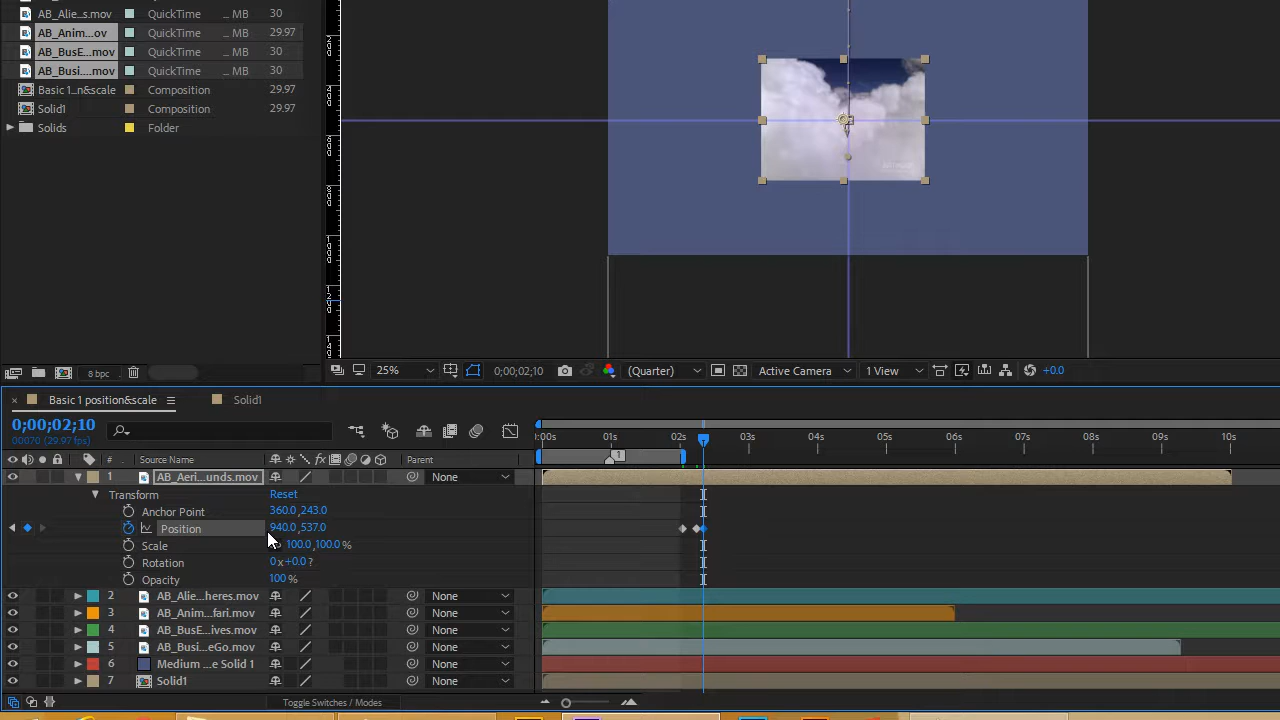 AB_Alie...s.mov QuickTime ... MB 30
AB_Anim...ov QuickTime ... MB 29.97
AB_BusE...mov QuickTime ... MB 30
AB_Busi....mov QuickTime ... MB 30
Basic 1...n&scale Composition 29.97
Solid1 Composition 29.97
Solids Folder
8 bpc
25% 0;00;02;10 (Quarter) Active Camera 1 View +0.0
× Basic 1 position&scale Solid1
0;00;02;10
00070 (29.97 fps)
:00s 01s 02s 03s 04s 05s 06s 07s 08s 09s 10s
# Source Name Parent
1
1 AB_Aeri...unds.mov None
Transform Reset
Anchor Point 360.0,243.0
Position 940.0,537.0
Scale 100.0,100.0 %
Rotation 0x+0.0?
Opacity 100 %
2 AB_Alie...heres.mov None
3 AB_Anim...fari.mov None
4 AB_BusE...ives.mov None
5 AB_Busi...eGo.mov None
6 Medium ...e Solid 1 None
7 Solid1 None
Toggle Switches / Modes